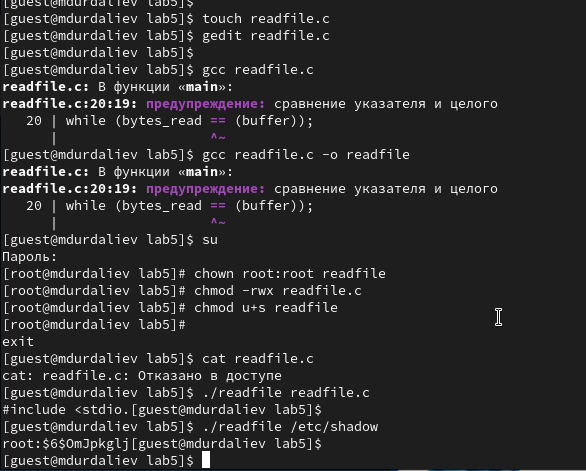 [guest@mdurdaliev lab5]$
[guest@mdurdaliev lab5]$ touch readfile.c
[guest@mdurdaliev lab5]$ gedit readfile.c
[guest@mdurdaliev lab5]$
[guest@mdurdaliev lab5]$ gcc readfile.c
readfile.c: В функции «main»:
readfile.c:20:19: предупреждение: сравнение указателя и целого
   20 | while (bytes_read == (buffer));
      |                   ^~
[guest@mdurdaliev lab5]$ gcc readfile.c -o readfile
readfile.c: В функции «main»:
readfile.c:20:19: предупреждение: сравнение указателя и целого
   20 | while (bytes_read == (buffer));
      |                   ^~
[guest@mdurdaliev lab5]$ su
Пароль:
[root@mdurdaliev lab5]# chown root:root readfile
[root@mdurdaliev lab5]# chmod -rwx readfile.c
[root@mdurdaliev lab5]# chmod u+s readfile
[root@mdurdaliev lab5]#
exit
[guest@mdurdaliev lab5]$ cat readfile.c
cat: readfile.c: Отказано в доступе
[guest@mdurdaliev lab5]$ ./readfile readfile.c
#include <stdio.[guest@mdurdaliev lab5]$
[guest@mdurdaliev lab5]$ ./readfile /etc/shadow
root:$6$OmJpkglj[guest@mdurdaliev lab5]$
[guest@mdurdaliev lab5]$